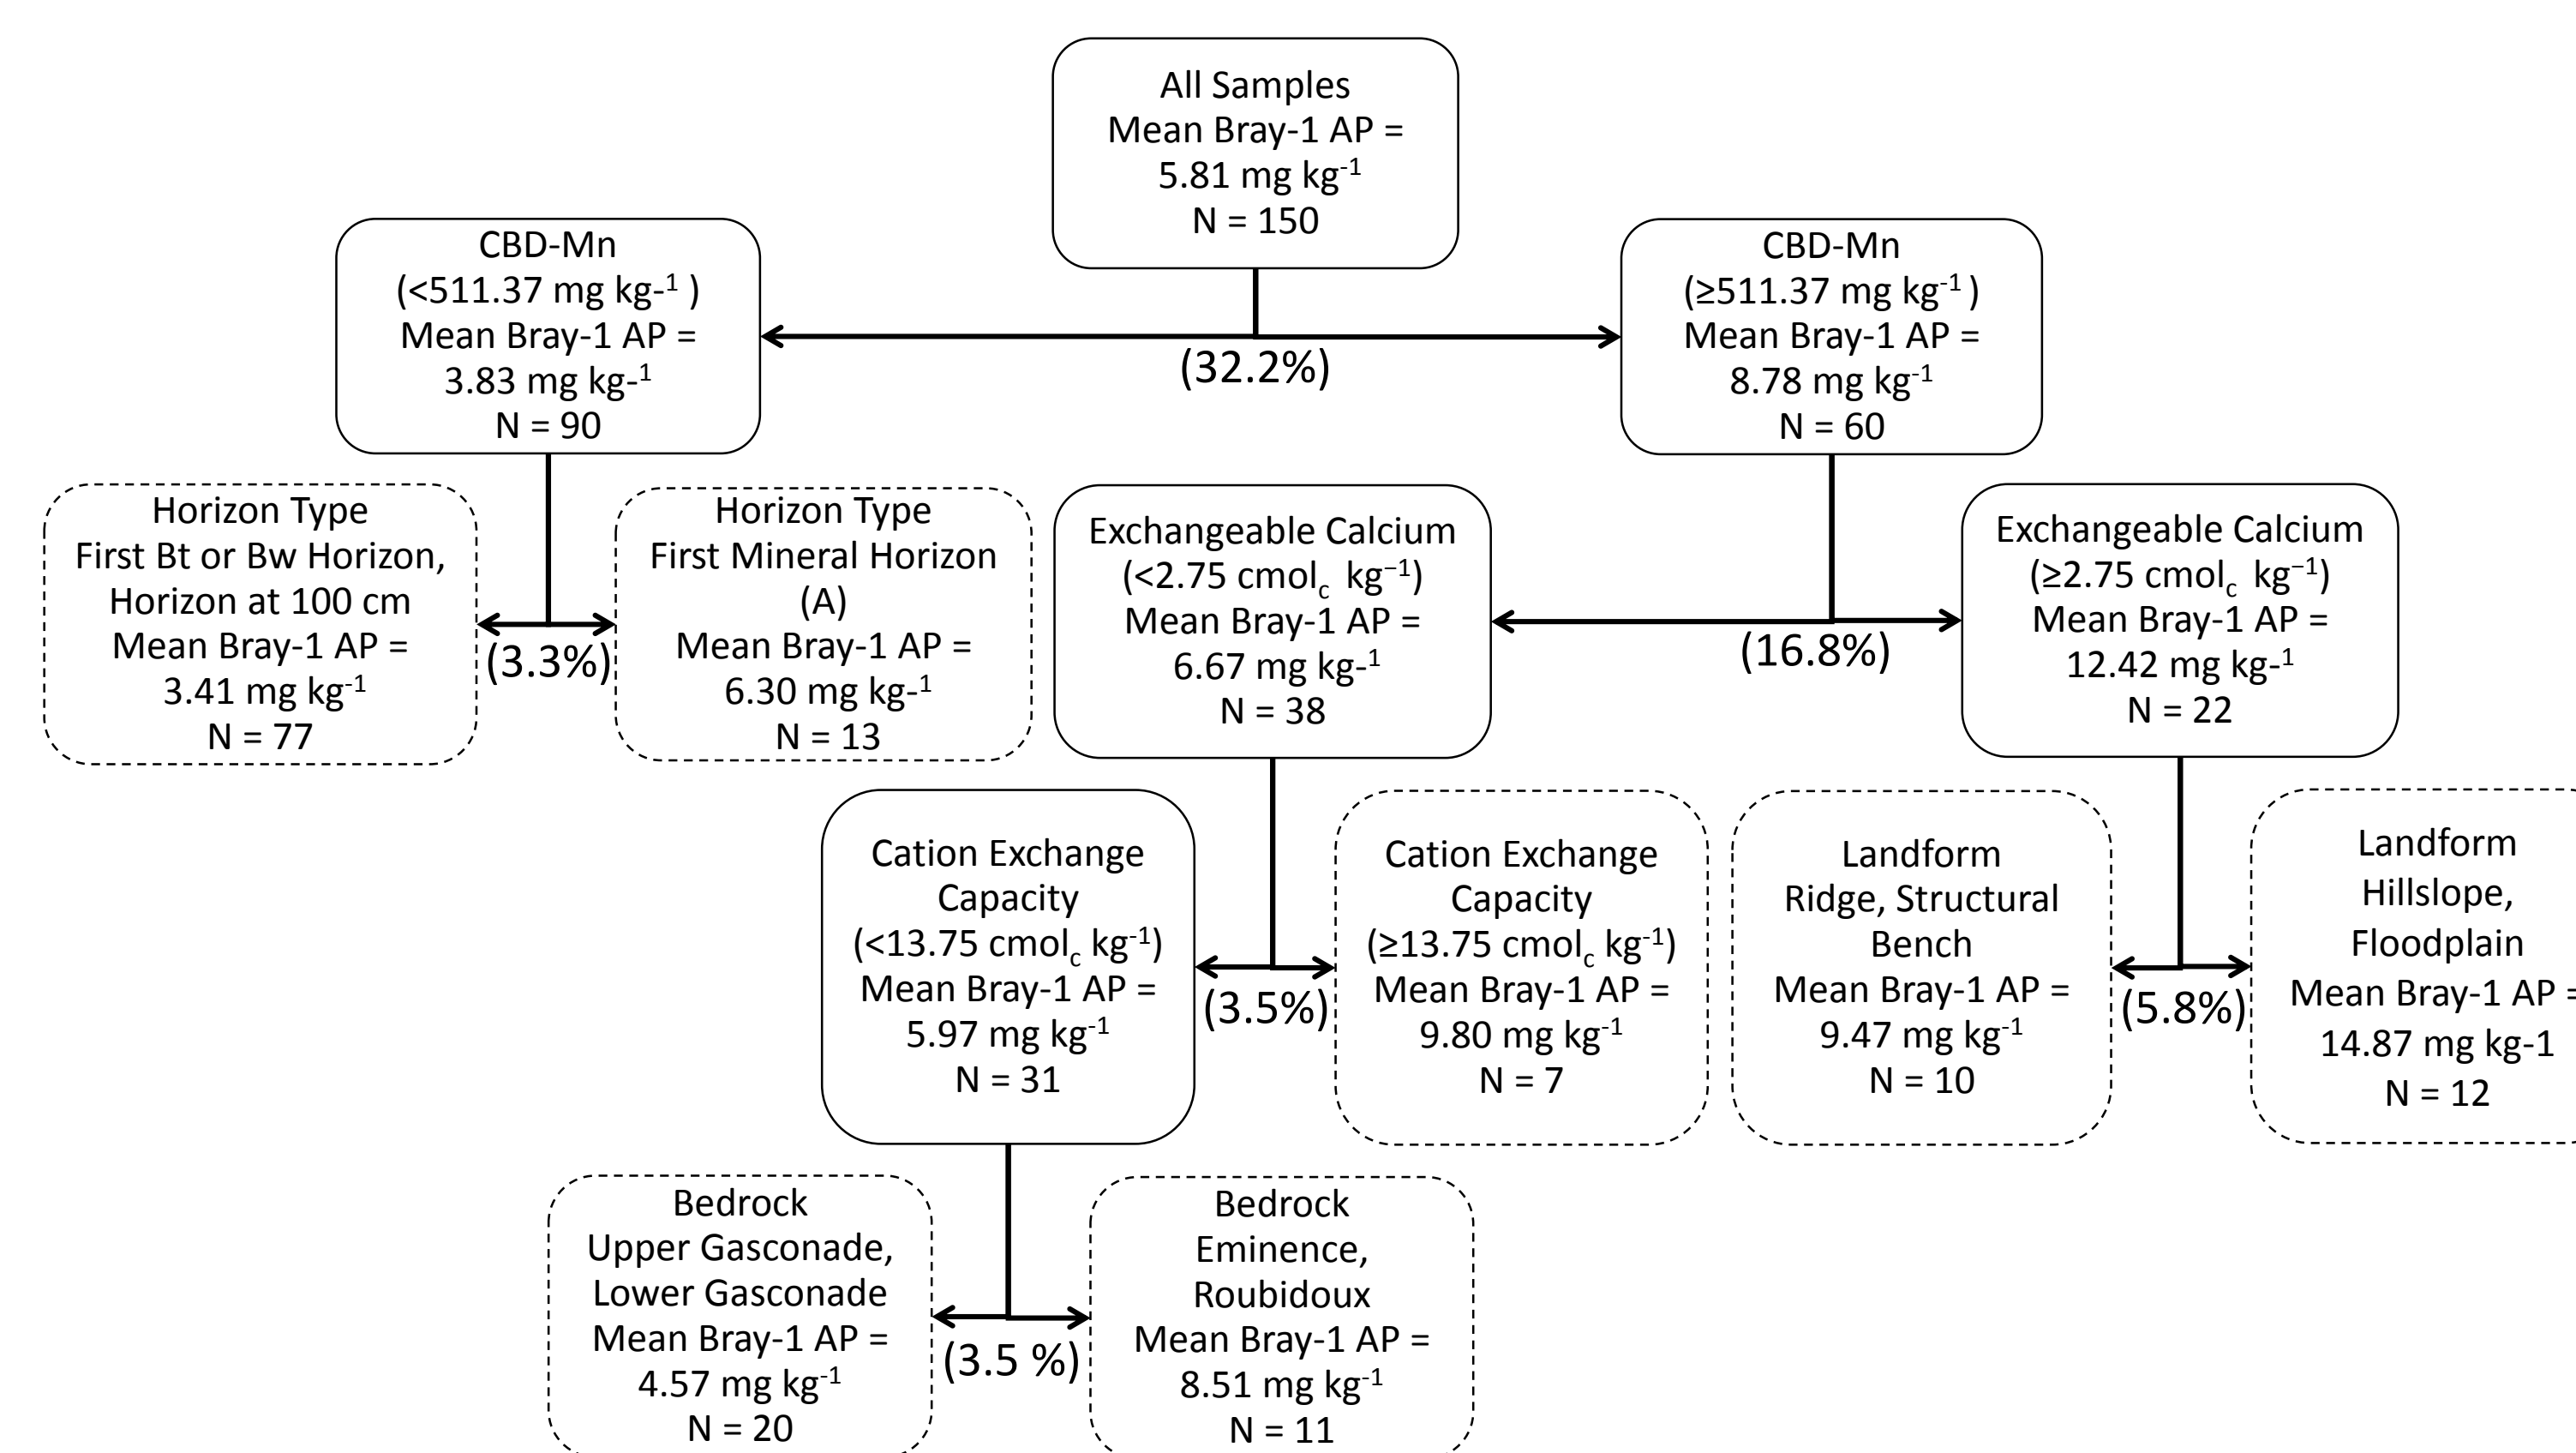 All Samples
Mean Bray-1 AP =
5.81 mg kg⁻¹
N = 150
CBD-Mn
(<511.37 mg kg-¹ )
Mean Bray-1 AP =
3.83 mg kg-¹
N = 90
CBD-Mn
(≥511.37 mg kg⁻¹ )
Mean Bray-1 AP =
8.78 mg kg⁻¹
N = 60
(32.2%)
Horizon Type
First Bt or Bw Horizon,
Horizon at 100 cm
Mean Bray-1 AP =
3.41 mg kg⁻¹
N = 77
(3.3%)
Horizon Type
First Mineral Horizon
(A)
Mean Bray-1 AP =
6.30 mg kg-¹
N = 13
Exchangeable Calcium
(<2.75 cmol꜀ kg⁻¹)
Mean Bray-1 AP =
6.67 mg kg-¹
N = 38
(16.8%)
Exchangeable Calcium
(≥2.75 cmol꜀ kg⁻¹)
Mean Bray-1 AP =
12.42 mg kg-¹
N = 22
Cation Exchange
Capacity
(<13.75 cmol꜀ kg⁻¹)
Mean Bray-1 AP =
5.97 mg kg⁻¹
N = 31
(3.5%)
Cation Exchange
Capacity
(≥13.75 cmol꜀ kg⁻¹)
Mean Bray-1 AP =
9.80 mg kg⁻¹
N = 7
Landform
Ridge, Structural
Bench
Mean Bray-1 AP =
9.47 mg kg⁻¹
N = 10
(5.8%)
Landform
Hillslope,
Floodplain
Mean Bray-1 AP =
14.87 mg kg-1
N = 12
Bedrock
Upper Gasconade,
Lower Gasconade
Mean Bray-1 AP =
4.57 mg kg⁻¹
N = 20
(3.5 %)
Bedrock
Eminence,
Roubidoux
Mean Bray-1 AP =
8.51 mg kg⁻¹
N = 11